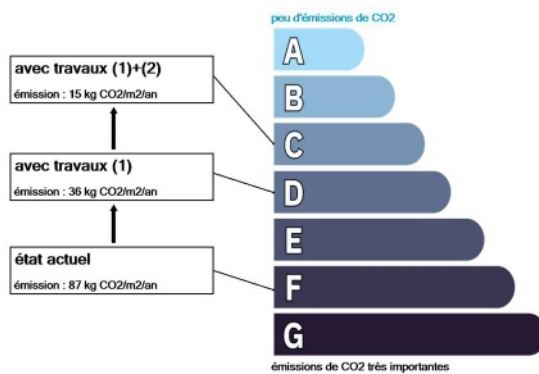 peu d'émissions de CO2
A
avec travaux (1)+(2)
émission : 15 kg CO2/m2/an
B
C
avec travaux (1)
émission : 36 kg CO2/m2/an
D
E
état actuel
émission : 87 kg CO2/m2/an
F
G
émissions de CO2 très importantes